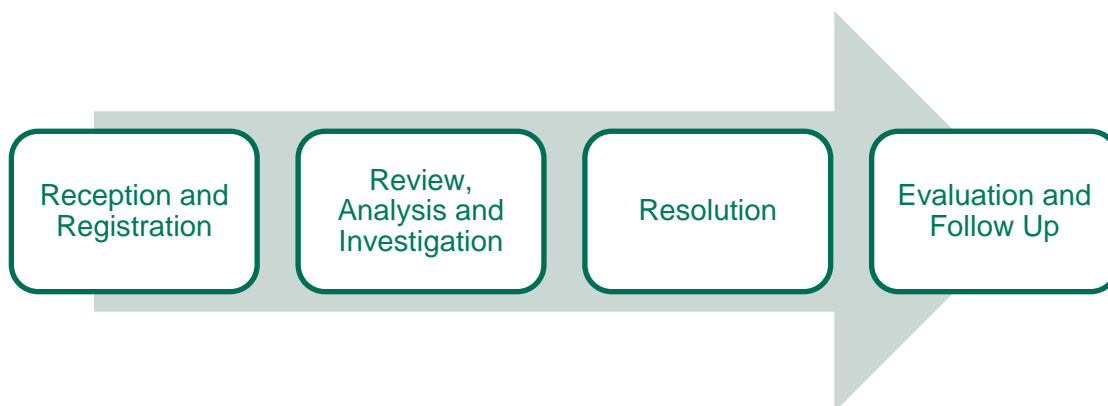 Reception and
Registration
Review,
Analysis and
Investigation
Resolution
Evaluation and
Follow Up